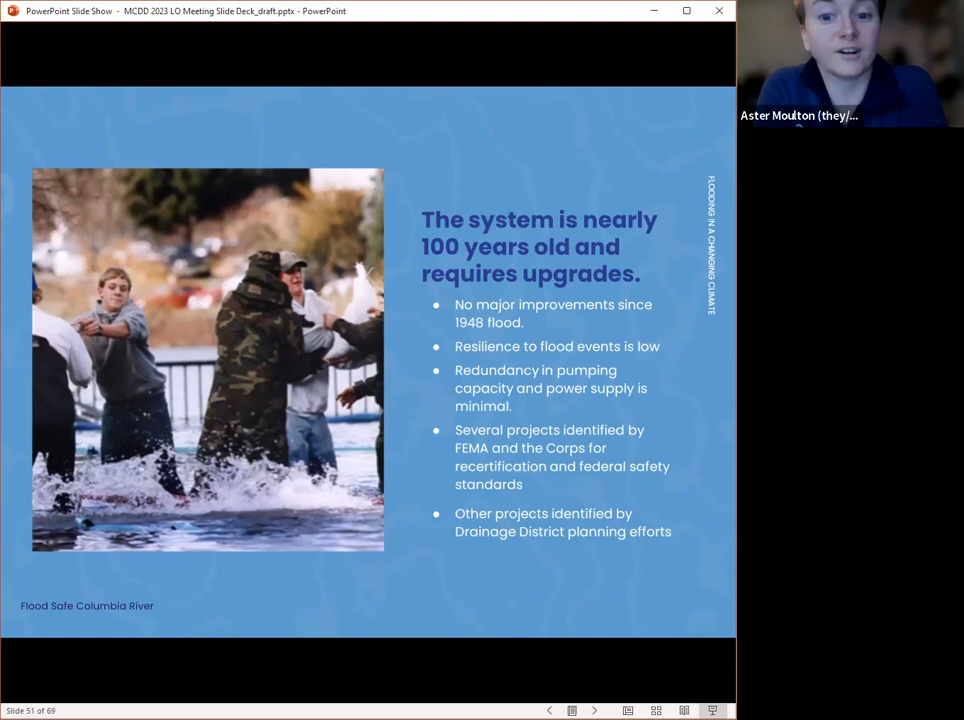 PowerPoint Slide Show - MCDD 2023 LO Meeting Slide Deck_draft.pptx - PowerPoint
Aster Moulton (they/...
FLOODING IN A CHANGING CLIMATE
The system is nearly
100 years old and
requires upgrades.
● No major improvements since
1948 flood.
● Resilience to flood events is low
● Redundancy in pumping
capacity and power supply is
minimal.
● Several projects identified by
FEMA and the Corps for
recertification and federal safety
standards
● Other projects identified by
Drainage District planning efforts
Flood Safe Columbia River
Slide 51 of 69